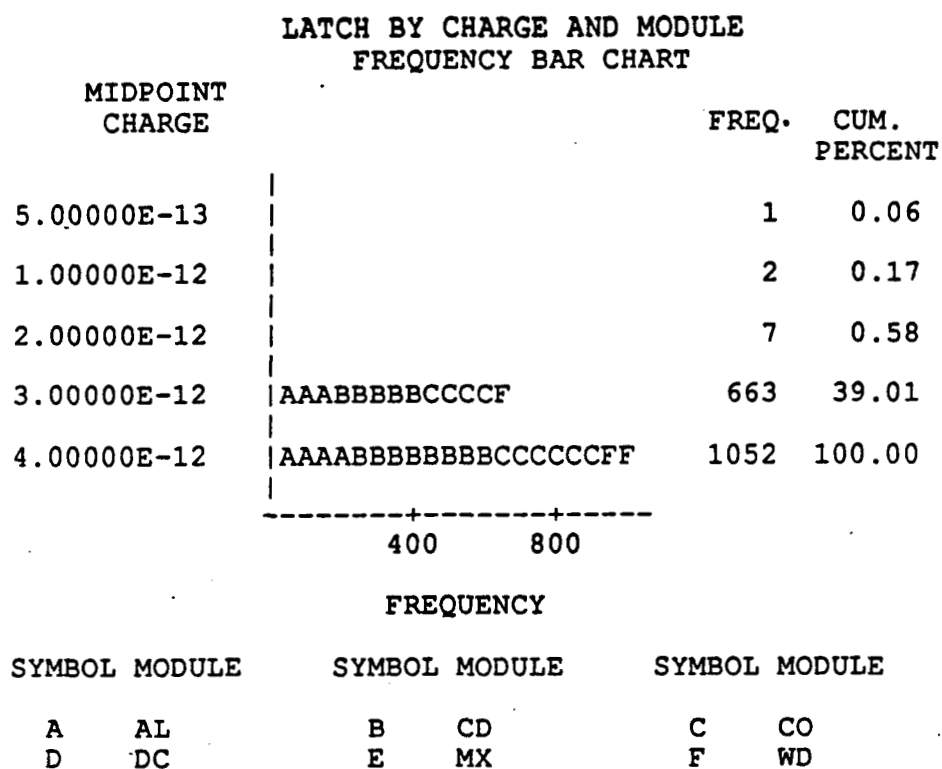 LATCH BY CHARGE AND MODULE
FREQUENCY BAR CHART
MIDPOINT
CHARGE FREQ. CUM.
PERCENT
5.00000E-13 1 0.06
1.00000E-12 2 0.17
2.00000E-12 7 0.58
3.00000E-12 |AAABBBBBCCCCF 663 39.01
4.00000E-12 |AAAABBBBBBBBCCCCCCFF 1052 100.00
400 800
FREQUENCY
SYMBOL MODULE SYMBOL MODULE SYMBOL MODULE
A AL B CD C CO
D DC E MX F WD